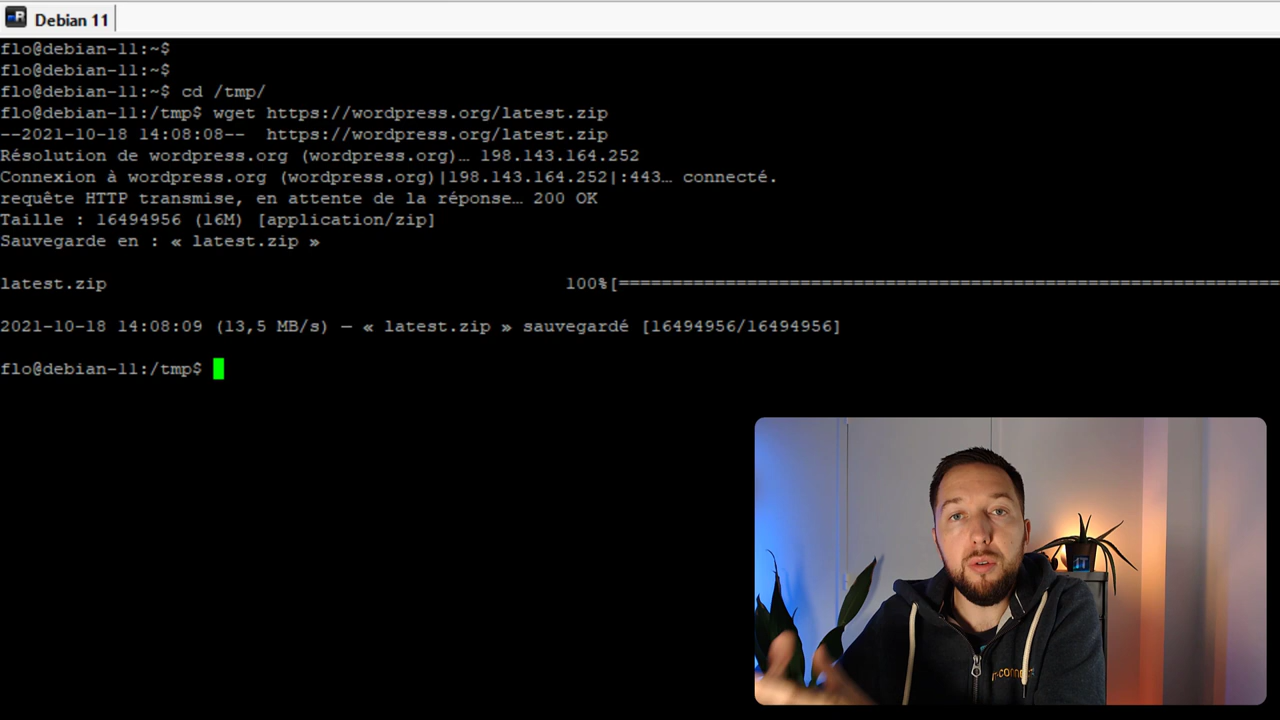 Debian 11
flo@debian-11:~$
flo@debian-11:~$
flo@debian-11:~$ cd /tmp/
flo@debian-11:/tmp$ wget https://wordpress.org/latest.zip
--2021-10-18 14:08:08--  https://wordpress.org/latest.zip
Résolution de wordpress.org (wordpress.org)… 198.143.164.252
Connexion à wordpress.org (wordpress.org)|198.143.164.252|:443… connecté.
requête HTTP transmise, en attente de la réponse… 200 OK
Taille : 16494956 (16M) [application/zip]
Sauvegarde en : « latest.zip »
latest.zip 100%[==============================================================
2021-10-18 14:08:09 (13,5 MB/s) — « latest.zip » sauvegardé [16494956/16494956]
flo@debian-11:/tmp$
IT